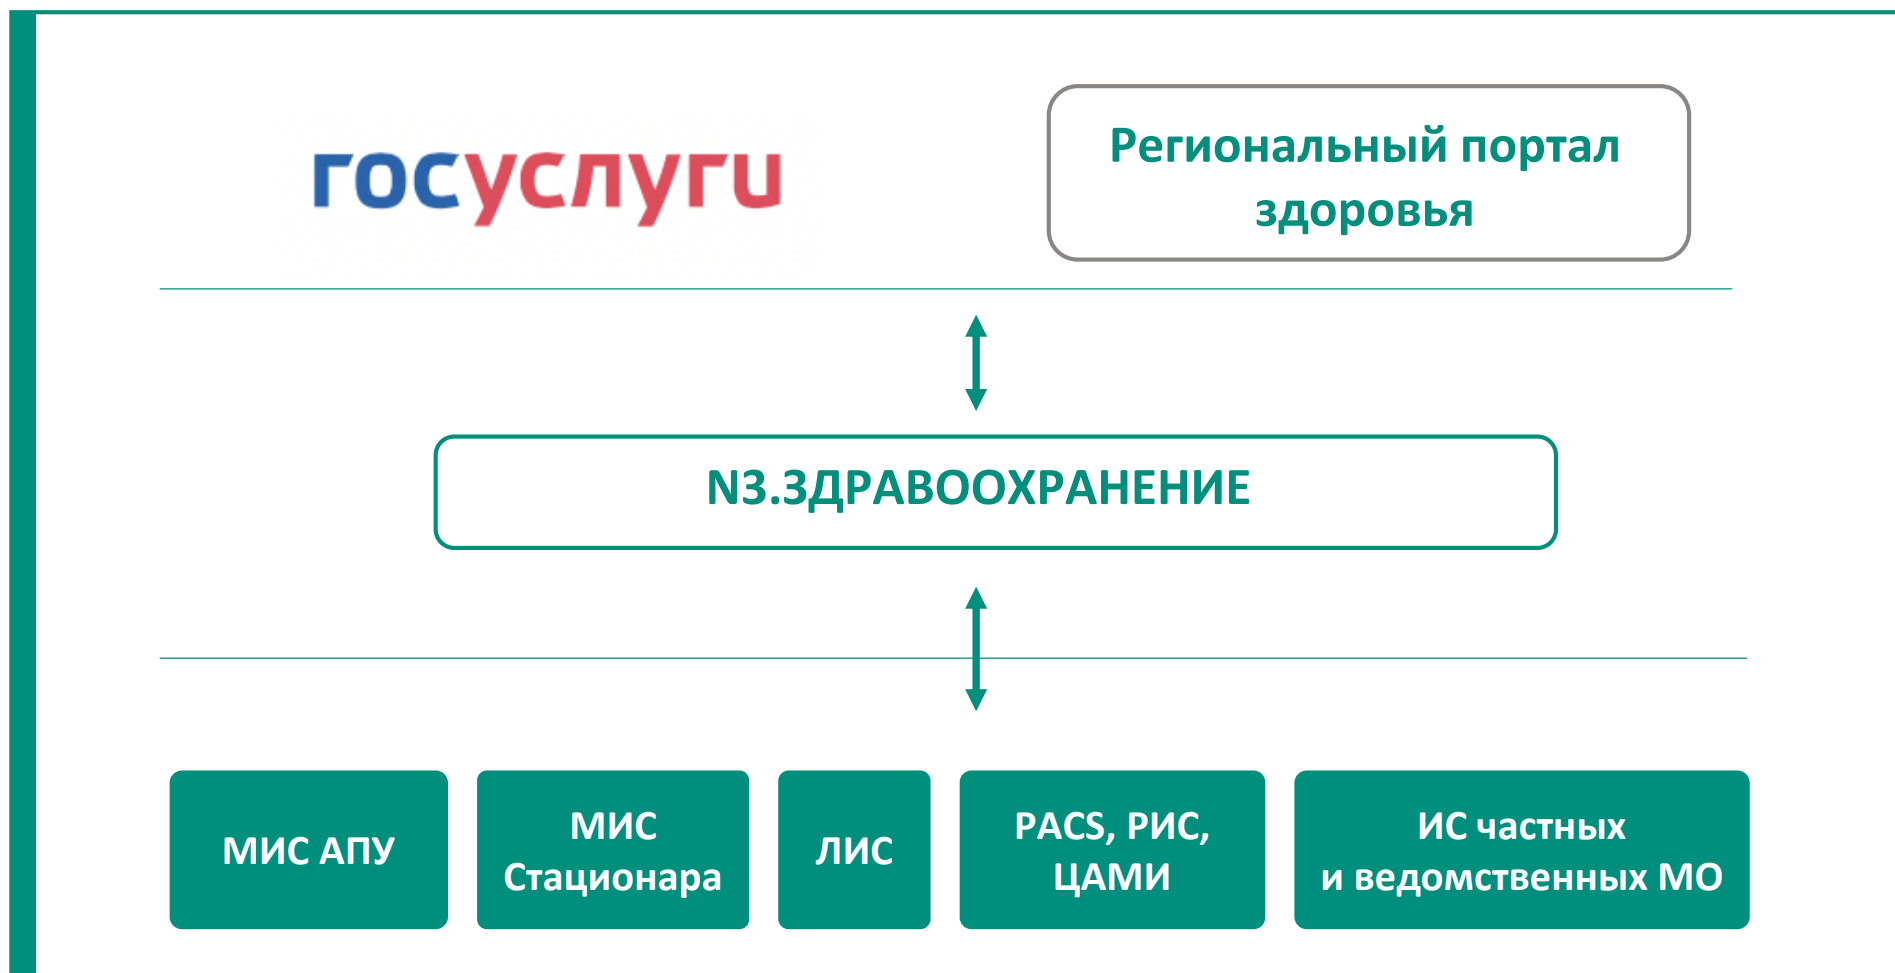 госуслуги
Региональный портал
здоровья
N3.ЗДРАВООХРАНЕНИЕ
МИС АПУ
МИС
Стационара
ЛИС
PACS, РИС,
ЦАМИ
ИС частных
и ведомственных МО